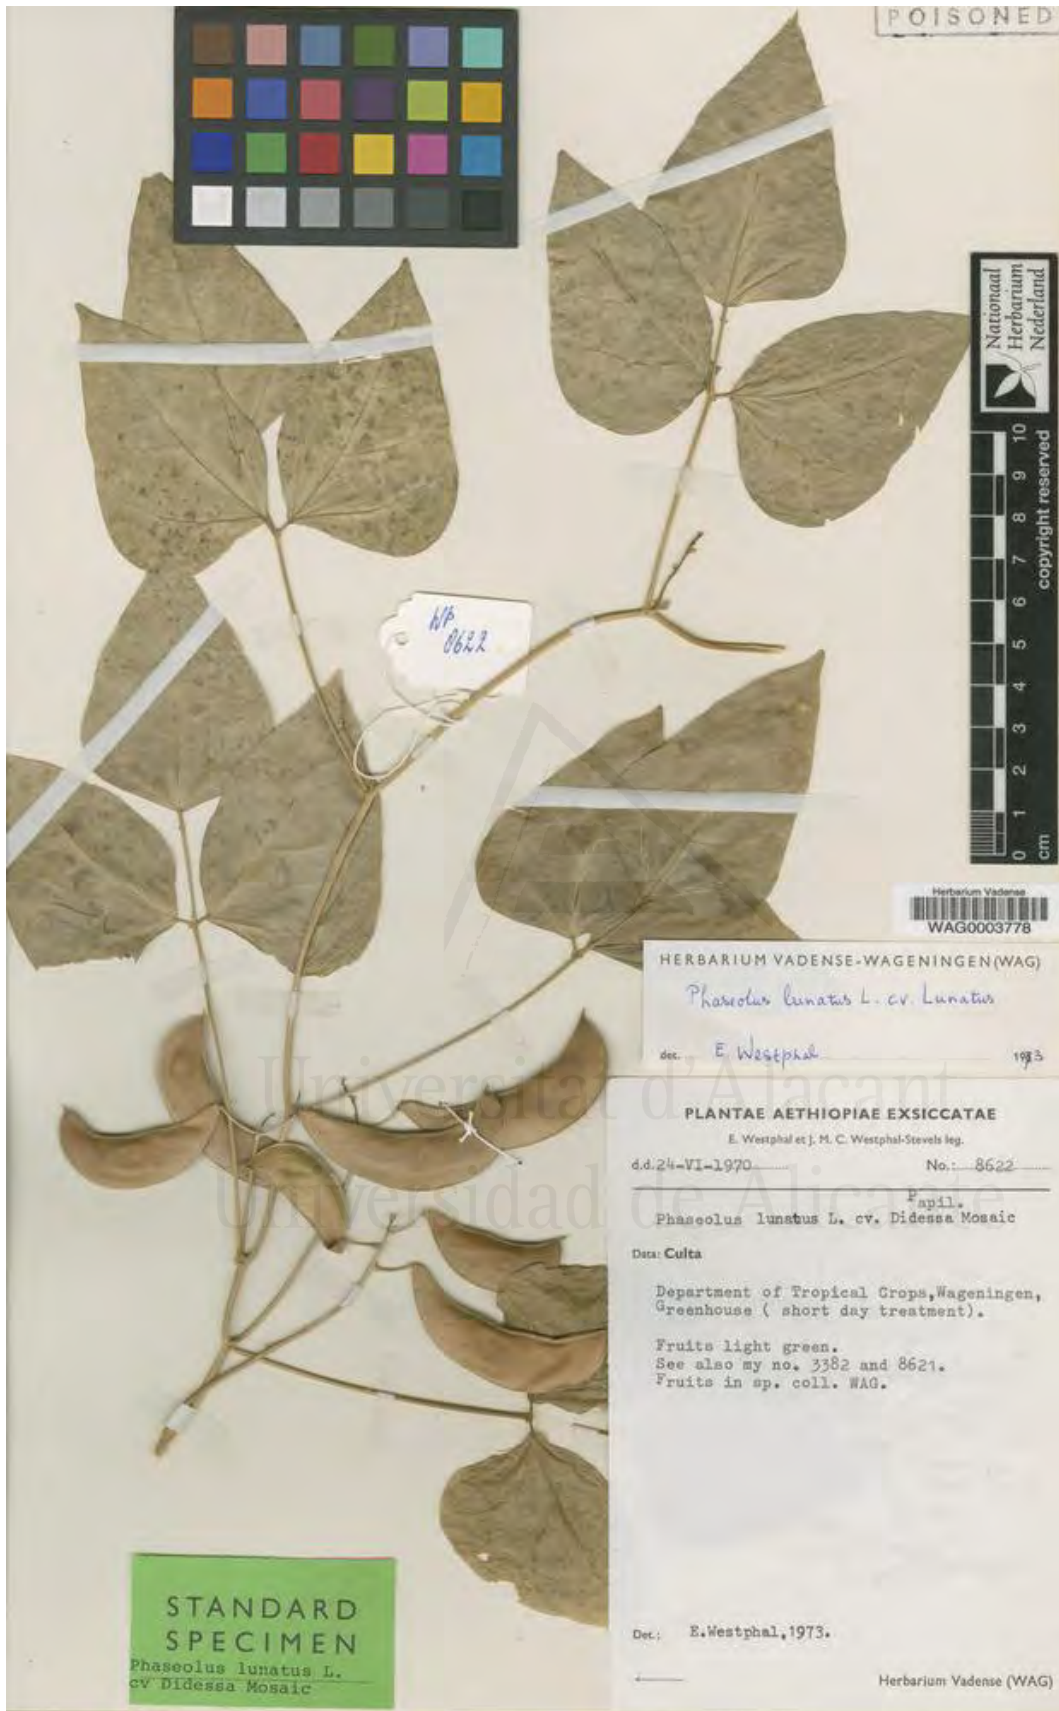 POISONED
Nationaal
Herbarium
Nederland
10
9
8
7
6
5
4
3
2
1
0
cm
copyright reserved
WP
8622
Herbarium Vadense
WAG0003778
HERBARIUM VADENSE-WAGENINGEN (WAG)
Phaseolus lunatus L. cv. Lunatus
det. E. Westphal 1973
Universitat d'Alacant
Universidad de Alicante
PLANTAE AETHIOPIAE EXSICCATAE
E. Westphal et J. M. C. Westphal-Stevels leg.
d.d. 24-VI-1970 No.: 8622
Papil.
Phaseolus lunatus L. cv. Didessa Mosaic
Data: Culta
Department of Tropical Crops,Wageningen,
Greenhouse ( short day treatment).
Fruits light green.
See also my no. 3382 and 8621.
Fruits in sp. coll. WAG.
Det.: E.Westphal,1973.
Herbarium Vadense (WAG)
STANDARD
SPECIMEN
Phaseolus lunatus L.
cv Didessa Mosaic